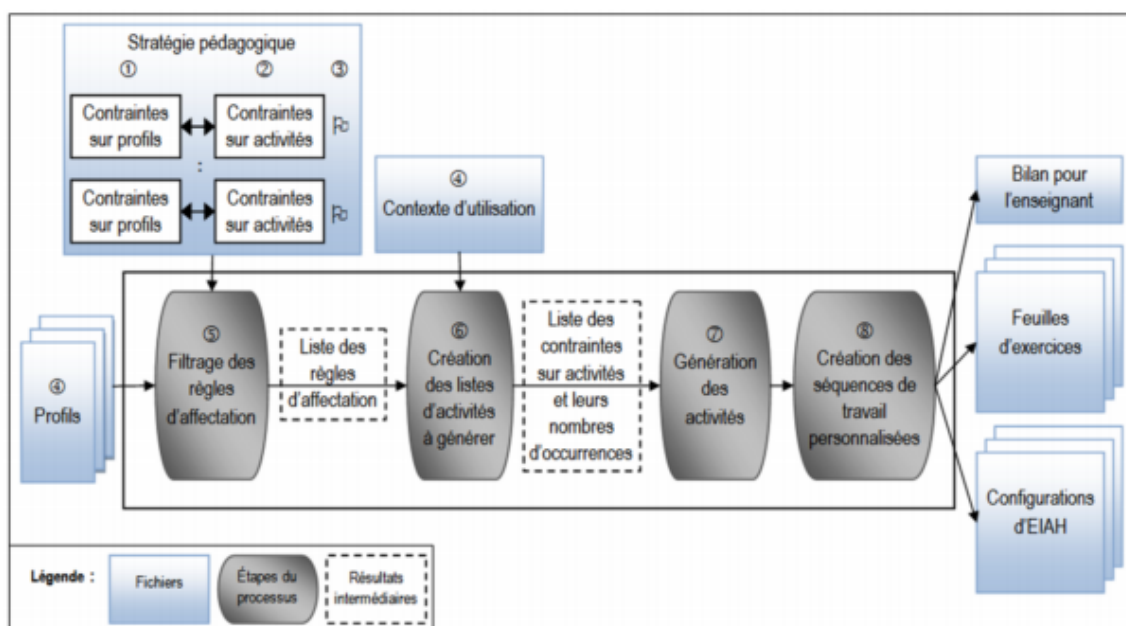 Stratégie pédagogique
① ② ③
Contraintes
sur profils
Contraintes
sur activités
:
Contraintes
sur profils
Contraintes
sur activités
④
Contexte d'utilisation
④
Profils
⑤
Filtrage des
règles
d'affectation
Liste des
règles
d'affectation
⑥
Création
des listes
d'activités
à générer
Liste des
contraintes
sur activités
et leurs
nombres
d'occurrences
⑦
Génération
des
activités
⑧
Création des
séquences de
travail
personnalisées
Bilan pour
l'enseignant
Feuilles
d'exercices
Configurations
d'EIAH
Légende :
Fichiers
Étapes du
processus
Résultats
intermédiaires